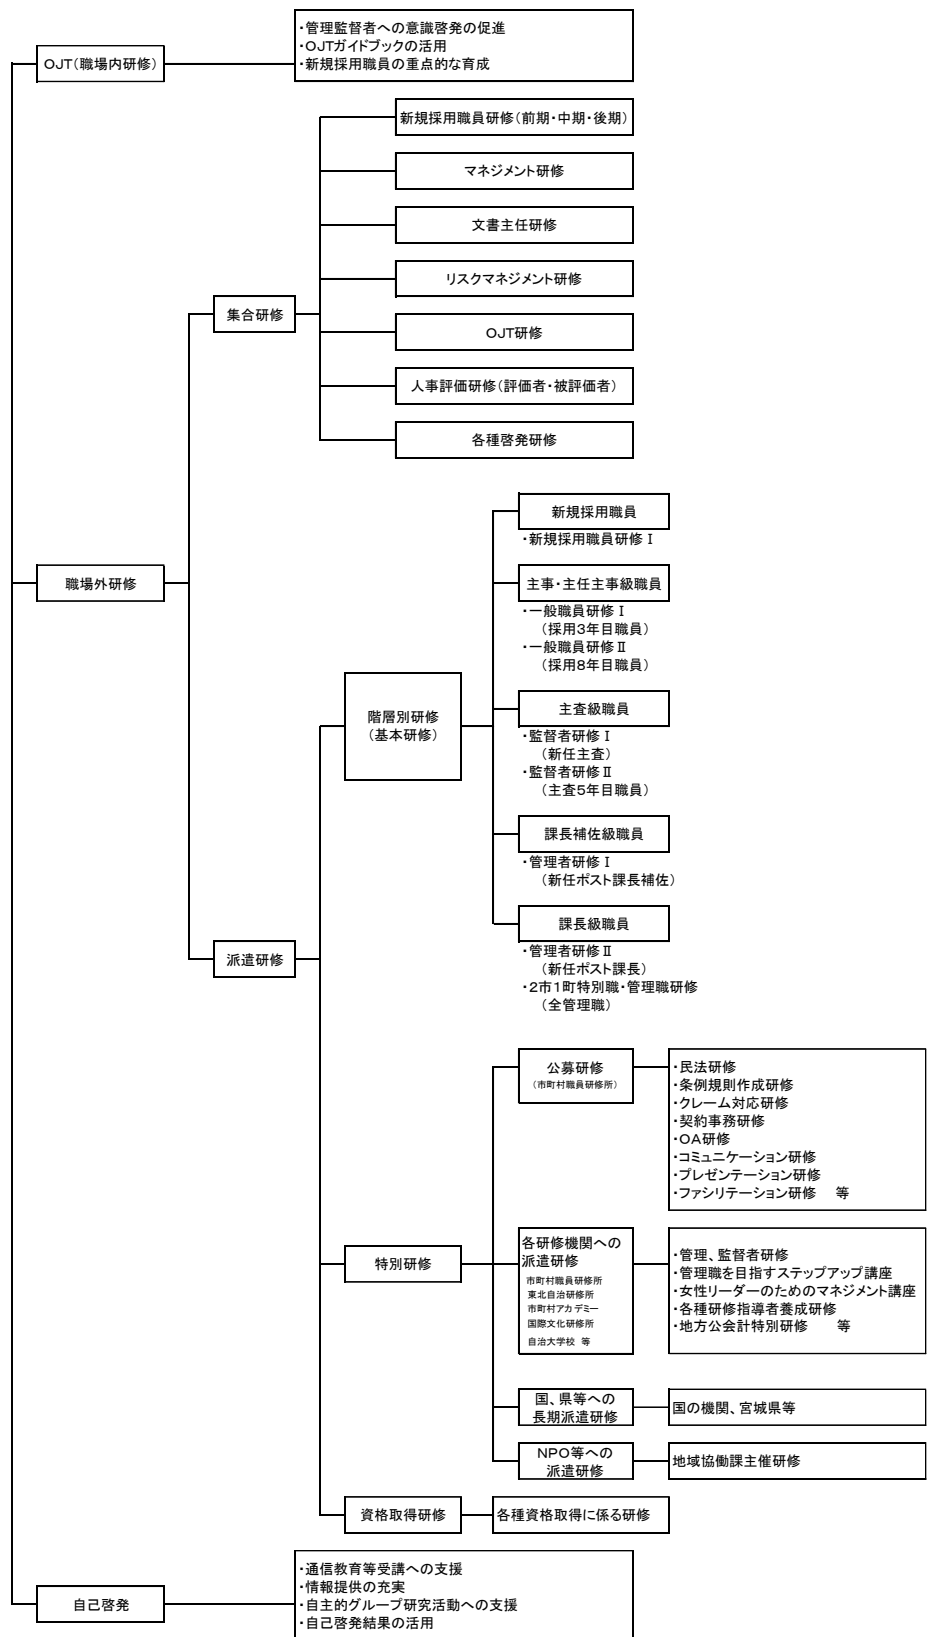 ・管理監督者への意識啓発の促進
OJT（職場内研修）
・OJTガイドブックの活用
・新規採用職員の重点的な育成
新規採用職員研修（前期・中期・後期）
マネジメント研修
文書主任研修
リスクマネジメント研修
集合研修
OJT研修
人事評価研修（評価者・被評価者）
各種啓発研修
新規採用職員
・新規採用職員研修Ⅰ
職場外研修
主事・主任主事級職員
・一般職員研修Ⅰ
（採用3年目職員）
・一般職員研修Ⅱ
（採用8年目職員）
階層別研修
（基本研修）
主査級職員
・監督者研修Ⅰ
（新任主査）
・監督者研修Ⅱ
（主査5年目職員）
課長補佐級職員
・管理者研修Ⅰ
（新任ポスト課長補佐）
課長級職員
・管理者研修Ⅱ
（新任ポスト課長）
・2市1町特別職・管理職研修
（全管理職）
派遣研修
公募研修
（市町村職員研修所）
・民法研修
・条例規則作成研修
・クレーム対応研修
・契約事務研修
・OA研修
・コミュニケーション研修
・プレゼンテーション研修
・ファシリテーション研修　等
特別研修
各研修機関への
派遣研修
市町村職員研修所
東北自治研修所
市町村アカデミー
国際文化研修所
自治大学校 等
・管理、監督者研修
・管理職を目指すステップアップ講座
・女性リーダーのためのマネジメント講座
・各種研修指導者養成研修
・地方公会計特別研修　等
国、県等への
長期派遣研修
国の機関、宮城県等
NPO等への
派遣研修
地域協働課主催研修
資格取得研修
各種資格取得に係る研修
自己啓発
・通信教育等受講への支援
・情報提供の充実
・自主的グループ研究活動への支援
・自己啓発結果の活用